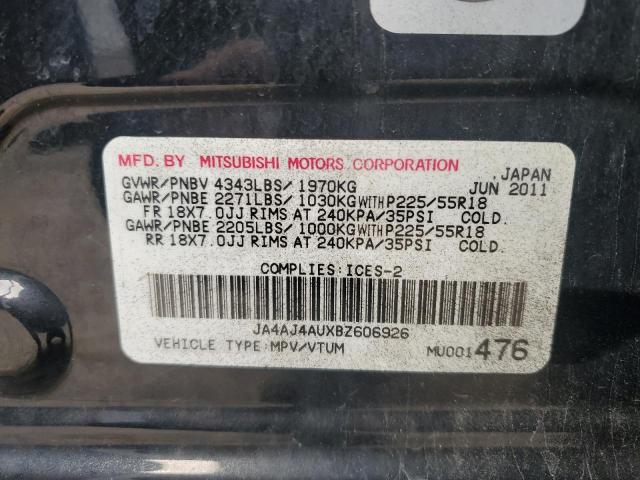 MFD. BY MITSUBISHI MOTORS CORPORATION
, JAPAN
GVWR/PNBV 4343LBS/ 1970KG JUN 2011
GAWR/PNBE 2271LBS/ 1030KG WITH P225/55R18
FR 18X7.0JJ RIMS AT 240KPA/35PSI COLD.
GAWR/PNBE 2205LBS/ 1000KG WITH P225/55R18
RR 18X7.0JJ RIMS AT 240KPA/35PSI COLD.
COMPLIES:ICES-2
JA4AJ4AUXBZ606926
VEHICLE TYPE:MPV/VTUM MU001476